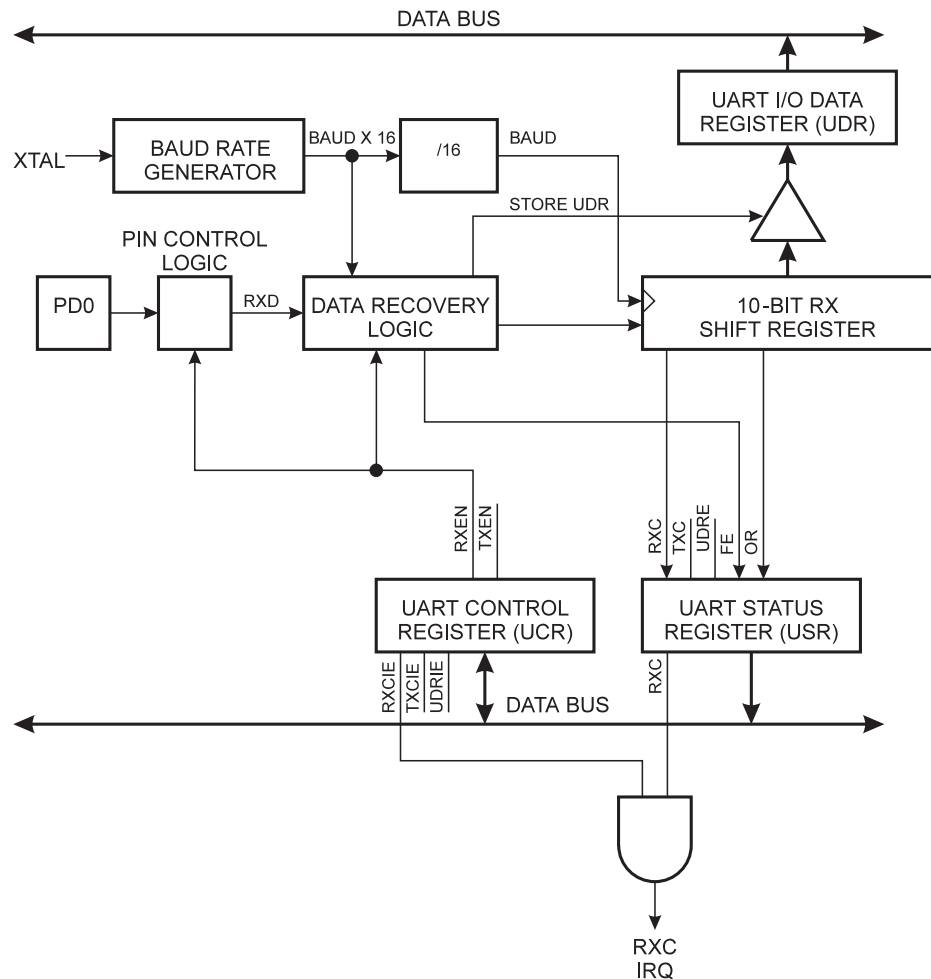 DATA BUS
UART I/O DATA
REGISTER (UDR)
XTAL
BAUD RATE
GENERATOR
BAUD X 16
/16
BAUD
STORE UDR
PIN CONTROL
LOGIC
PD0
RXD
DATA RECOVERY
LOGIC
10-BIT RX
SHIFT REGISTER
RXEN
TXEN
RXC
TXC
UDRE
FE
OR
UART CONTROL
REGISTER (UCR)
UART STATUS
REGISTER (USR)
RXCIE
TXCIE
UDRIE
RXC
DATA BUS
RXC
IRQ